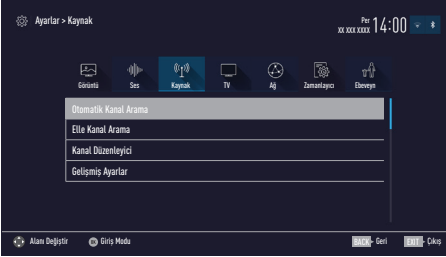 Ayarlar > Kaynak
Per
xx xxx xxxx 14:00
Görüntü Ses Kaynak TV Ağ Zamanlayıcı Ebeveyn
Otomatik Kanal Arama
Elle Kanal Arama
Kanal Düzenleyici
Gelişmiş Ayarlar
Alanı Değiştir OK Giriş Modu BACK - Geri EXIT - Çıkış